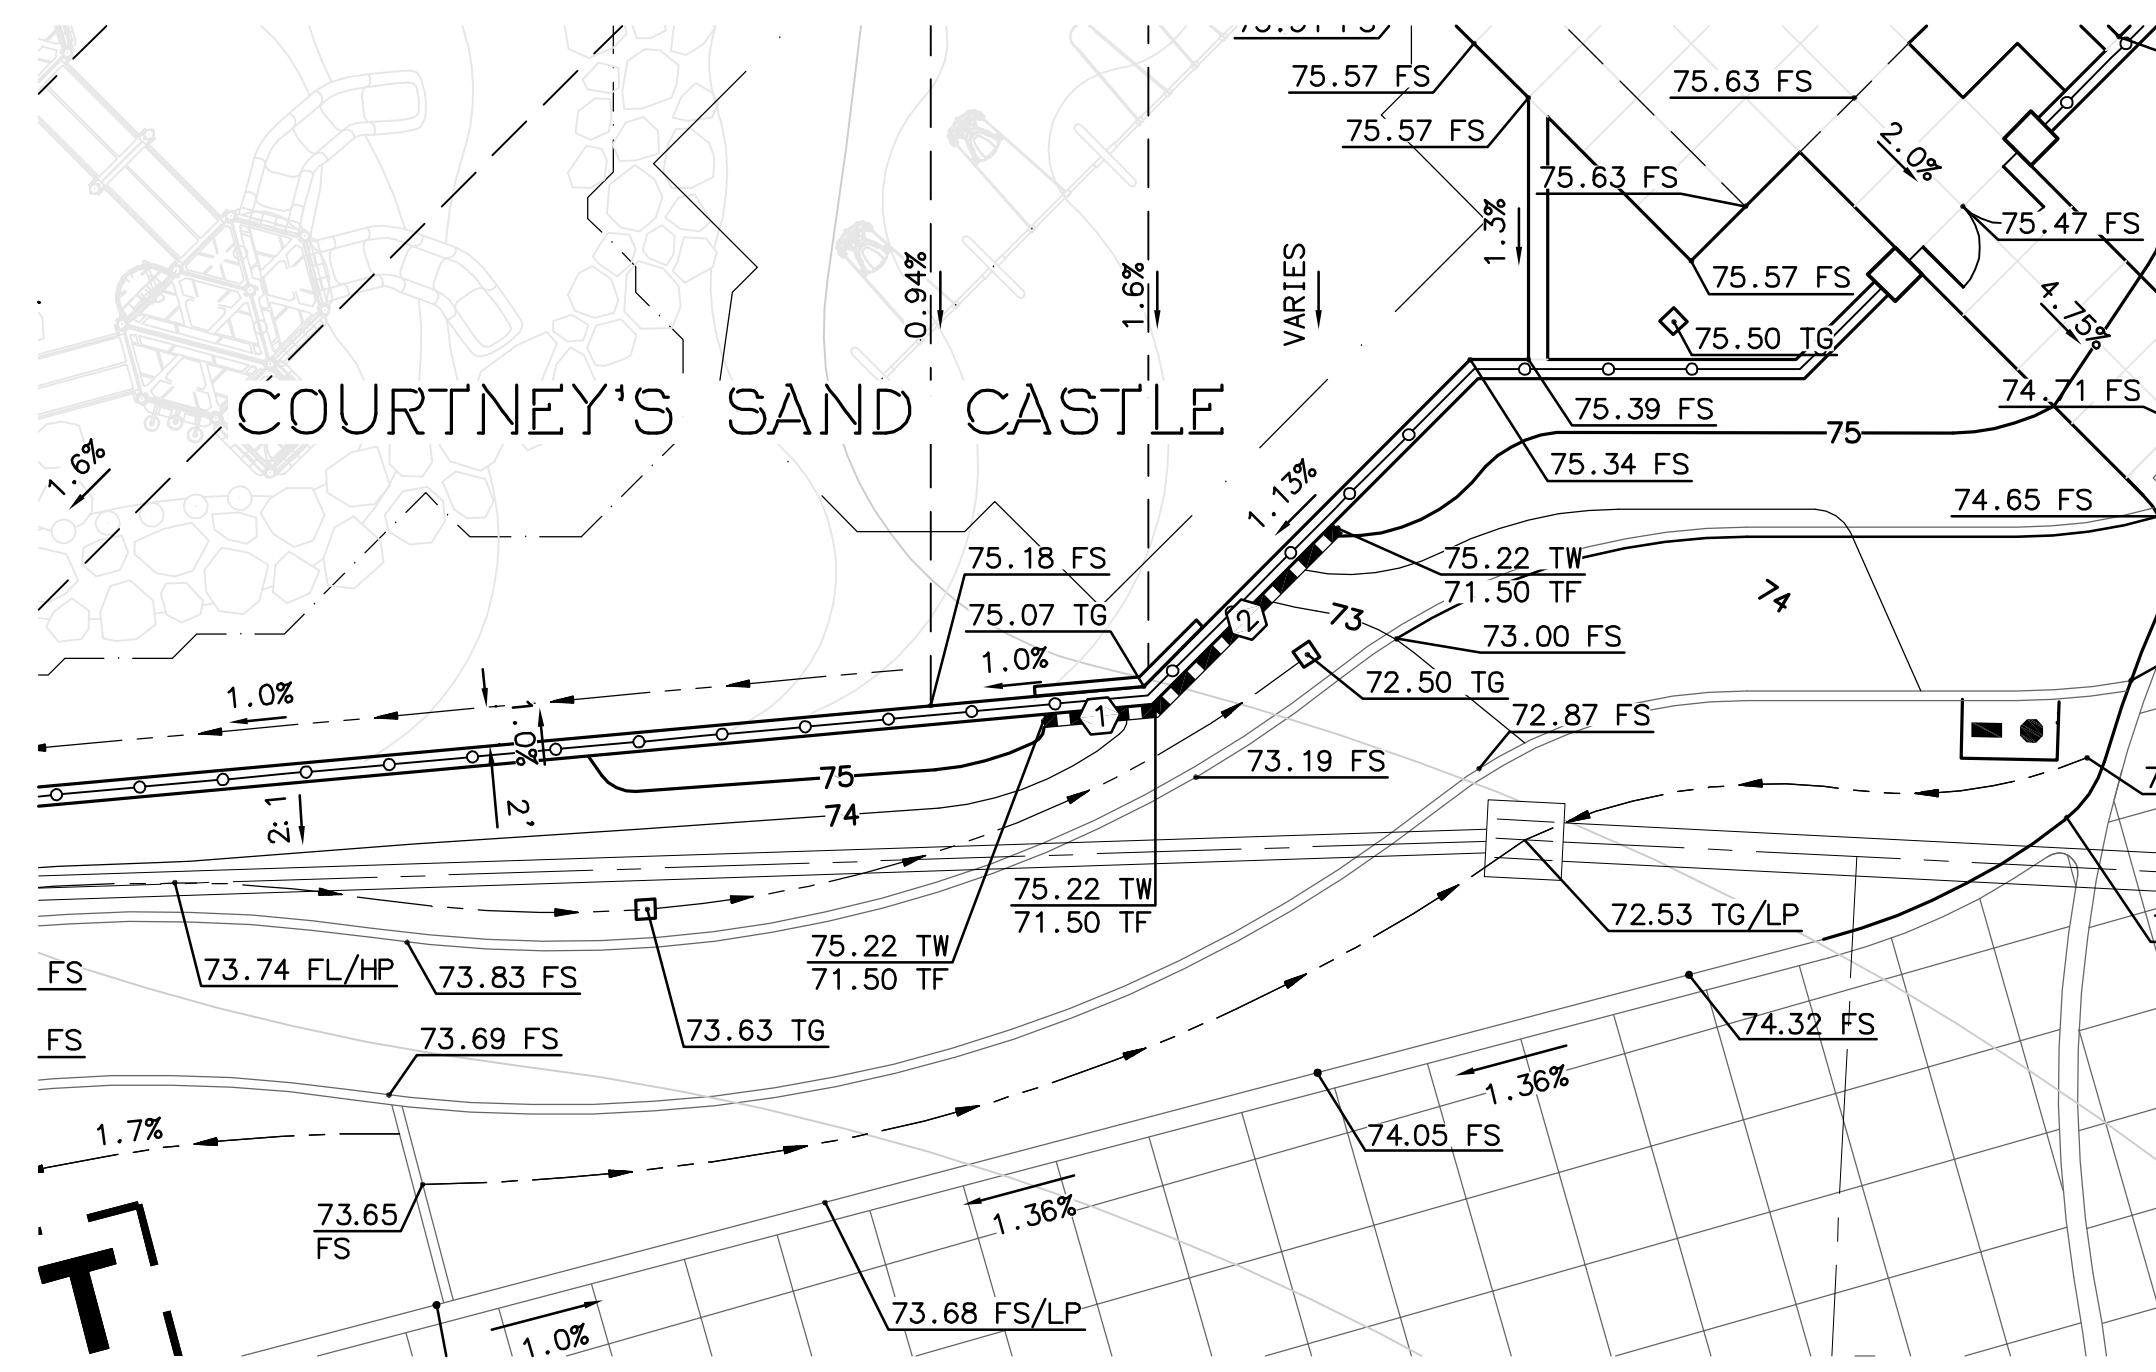 75.57 FS
75.63 FS
75.57 FS
2.0%
75.63 FS
1.3%
75.47 FS
0.94%
1.6%
VARIES
75.57 FS
4.75%
75.50 TG
COURTNEY'S SAND CASTLE
74.71 FS
75.39 FS
75
75.34 FS
1.6%
1.13%
74.65 FS
75.18 FS
75.22 TW
71.50 TF
74
75.07 TG
2
73
73.00 FS
1.0%
72.50 TG
1.0%
1
72.87 FS
1.0%
73.19 FS
75
2:1
2'
74
75.22 TW
71.50 TF
72.53 TG/LP
75.22 TW
71.50 TF
FS
73.74 FL/HP
73.83 FS
73.63 TG
74.32 FS
FS
73.69 FS
1.36%
74.05 FS
1.7%
73.65
FS
1.36%
T
73.68 FS/LP
1.0%